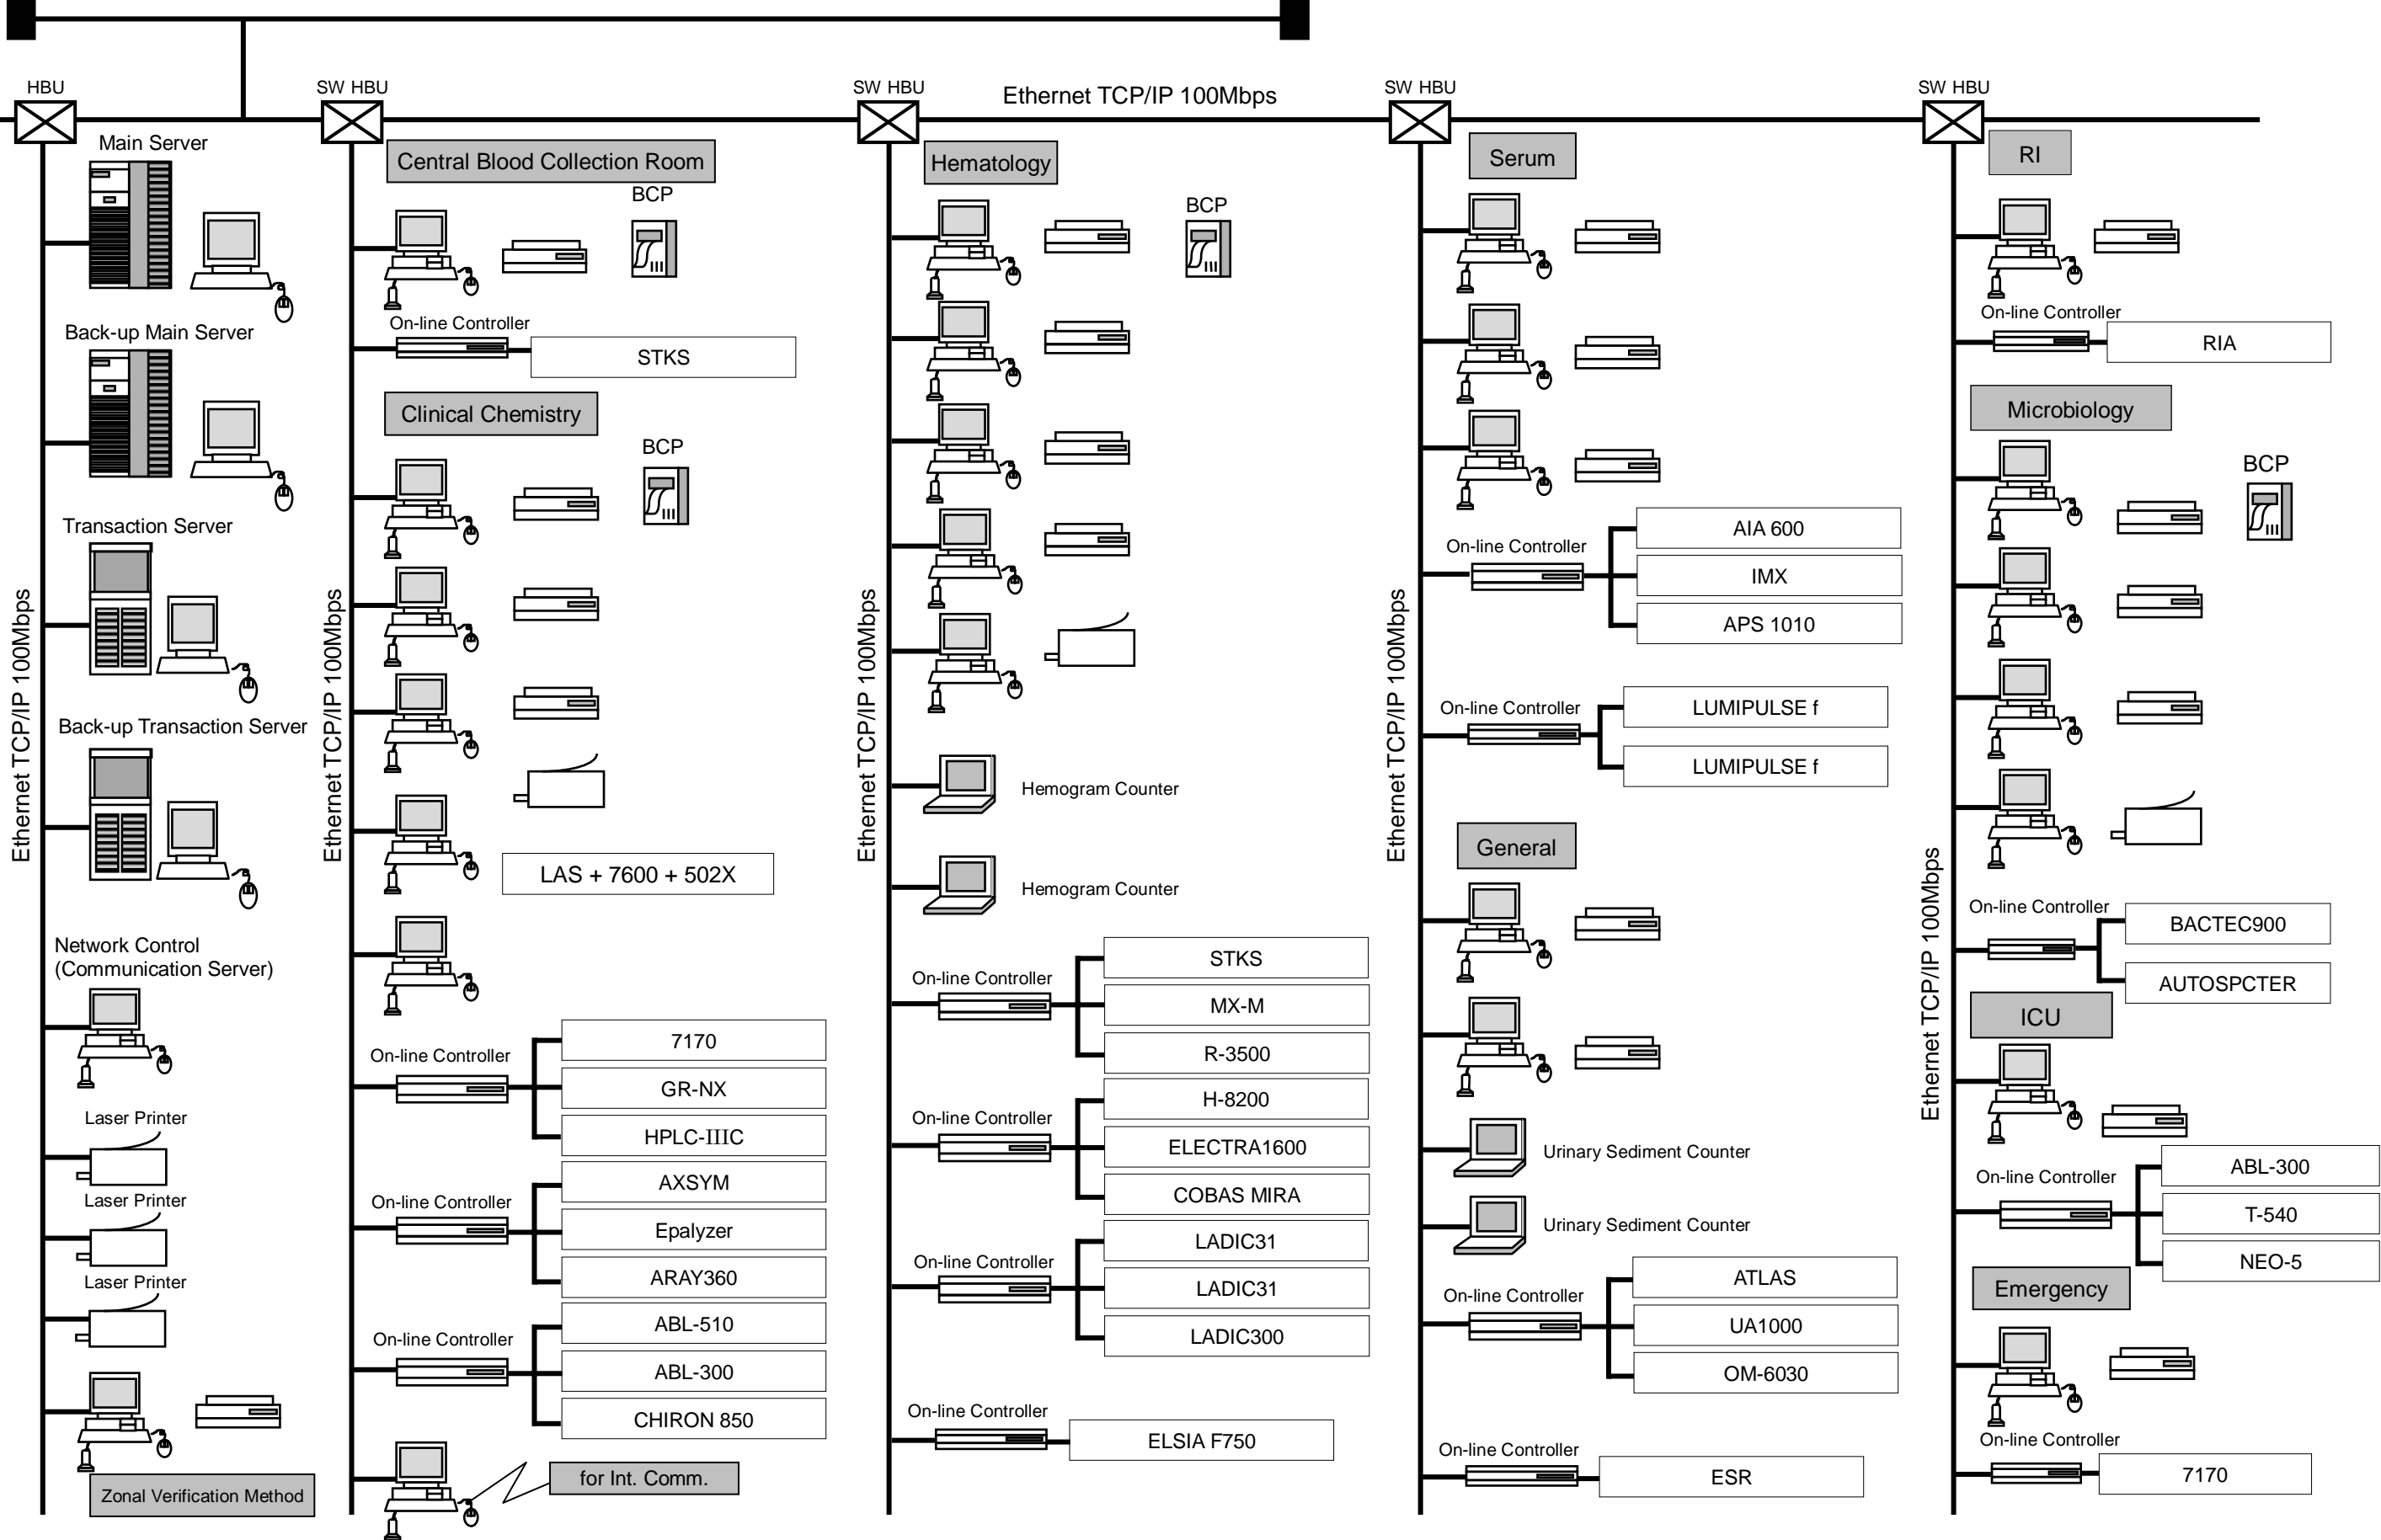 HBU
Main Server
Back-up Main Server
Transaction Server
Back-up Transaction Server
Network Control
(Communication Server)
Laser Printer
Laser Printer
Laser Printer
Zonal Verification Method
Ethernet TCP/IP 100Mbps
SW HBU
Central Blood Collection Room
BCP
On-line Controller
STKS
Clinical Chemistry
BCP
LAS + 7600 + 502X
On-line Controller
7170
GR-NX
HPLC-IIIC
On-line Controller
AXSYM
Epalyzer
ARAY360
On-line Controller
ABL-510
ABL-300
CHIRON 850
for Int. Comm.
Ethernet TCP/IP 100Mbps
SW HBU
Ethernet TCP/IP 100Mbps
Hematology
BCP
Hemogram Counter
Hemogram Counter
On-line Controller
STKS
MX-M
R-3500
On-line Controller
H-8200
ELECTRA1600
COBAS MIRA
On-line Controller
LADIC31
LADIC31
LADIC300
On-line Controller
ELSIA F750
Ethernet TCP/IP 100Mbps
SW HBU
Serum
On-line Controller
AIA 600
IMX
APS 1010
On-line Controller
LUMIPULSE f
LUMIPULSE f
General
Urinary Sediment Counter
Urinary Sediment Counter
On-line Controller
ATLAS
UA1000
OM-6030
On-line Controller
ESR
Ethernet TCP/IP 100Mbps
SW HBU
RI
On-line Controller
RIA
Microbiology
BCP
On-line Controller
BACTEC900
AUTOSPCTER
ICU
On-line Controller
ABL-300
T-540
NEO-5
Emergency
On-line Controller
7170
Ethernet TCP/IP 100Mbps